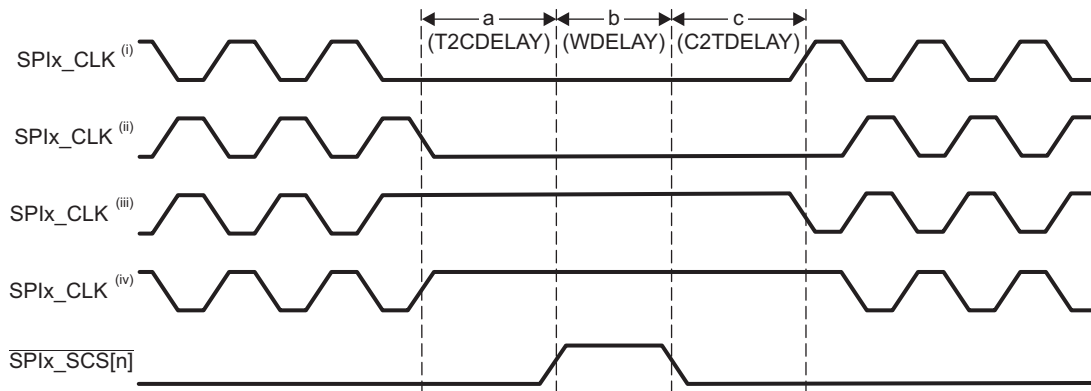 a b c
(T2CDELAY) (WDELAY) (C2TDELAY)
SPIx_CLK (i)
SPIx_CLK (ii)
SPIx_CLK (iii)
SPIx_CLK (iv)
SPIx_SCS[n]